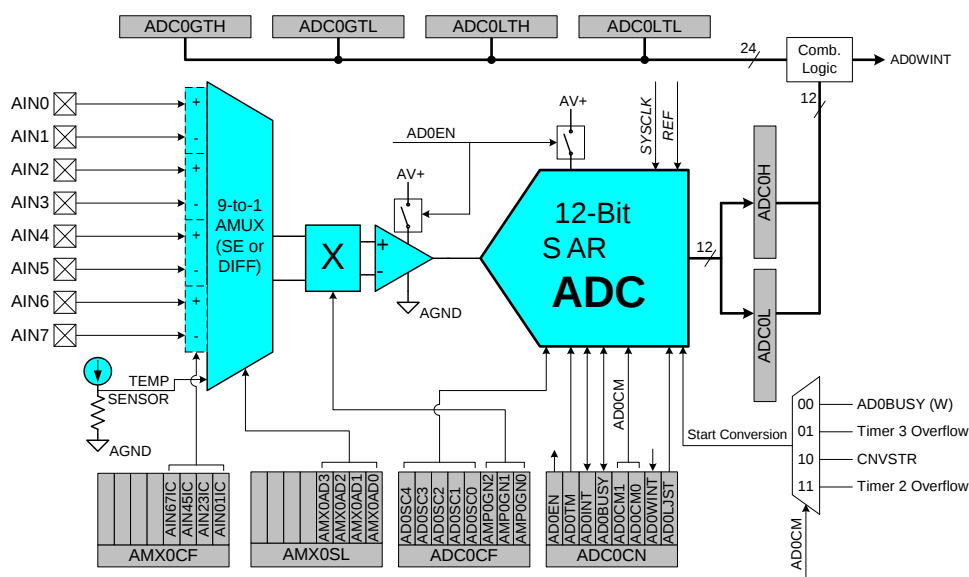 ADC0GTH ADC0GTL ADC0LTH ADC0LTL
24
Comb.
Logic
AD0WINT
12
AIN0
AIN1
AIN2
AIN3
AIN4
AIN5
AIN6
AIN7
+
-
+
-
+
-
+
-
9-to-1
AMUX
(SE or
DIFF)
X
+
-
AV+
AD0EN
AV+
AGND
SYSCLK
REF
12-Bit
S AR
ADC
12
ADC0H
ADC0L
TEMP
SENSOR
AGND
AD0CM
Start Conversion
00 AD0BUSY (W)
01 Timer 3 Overflow
10 CNVSTR
11 Timer 2 Overflow
AD0CM
AIN67IC
AIN45IC
AIN23IC
AIN01IC
AMX0CF
AMX0AD3
AMX0AD2
AMX0AD1
AMX0AD0
AMX0SL
AD0SC4
AD0SC3
AD0SC2
AD0SC1
AD0SC0
AMP0GN2
AMP0GN1
AMP0GN0
ADC0CF
AD0EN
AD0TM
AD0INT
AD0BUSY
AD0CM1
AD0CM0
AD0WINT
AD0LJST
ADC0CN